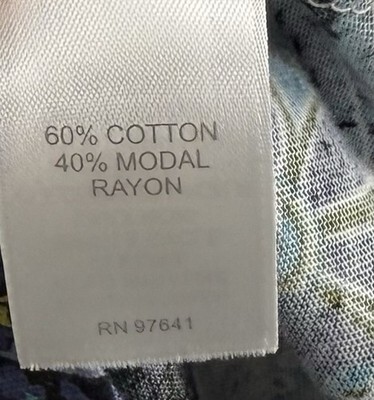 60% COTTON
40% MODAL
RAYON
RN 97641